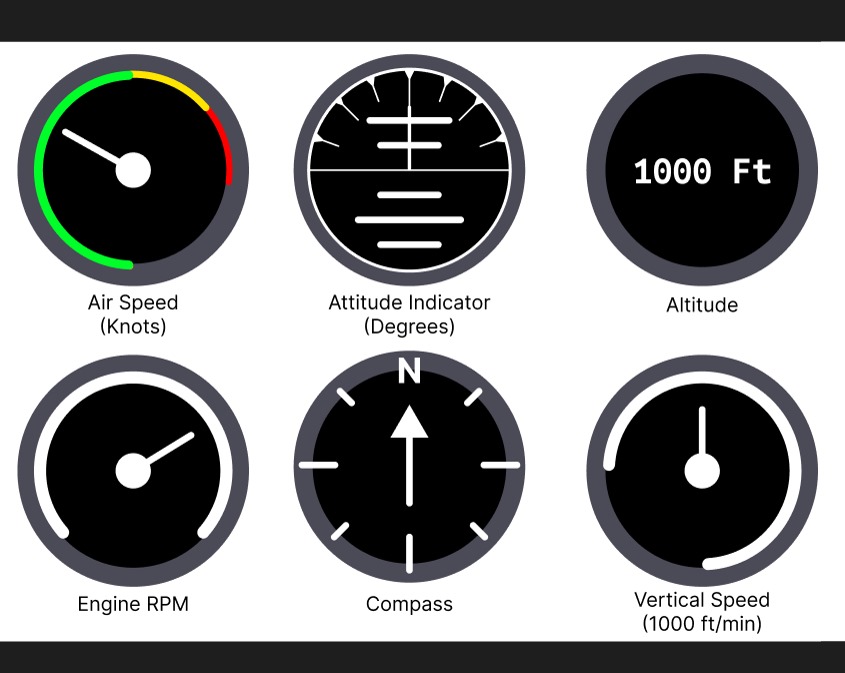 1000 Ft
Air Speed
(Knots)
Attitude Indicator
(Degrees)
Altitude
N
Engine RPM
Compass
Vertical Speed
(1000 ft/min)